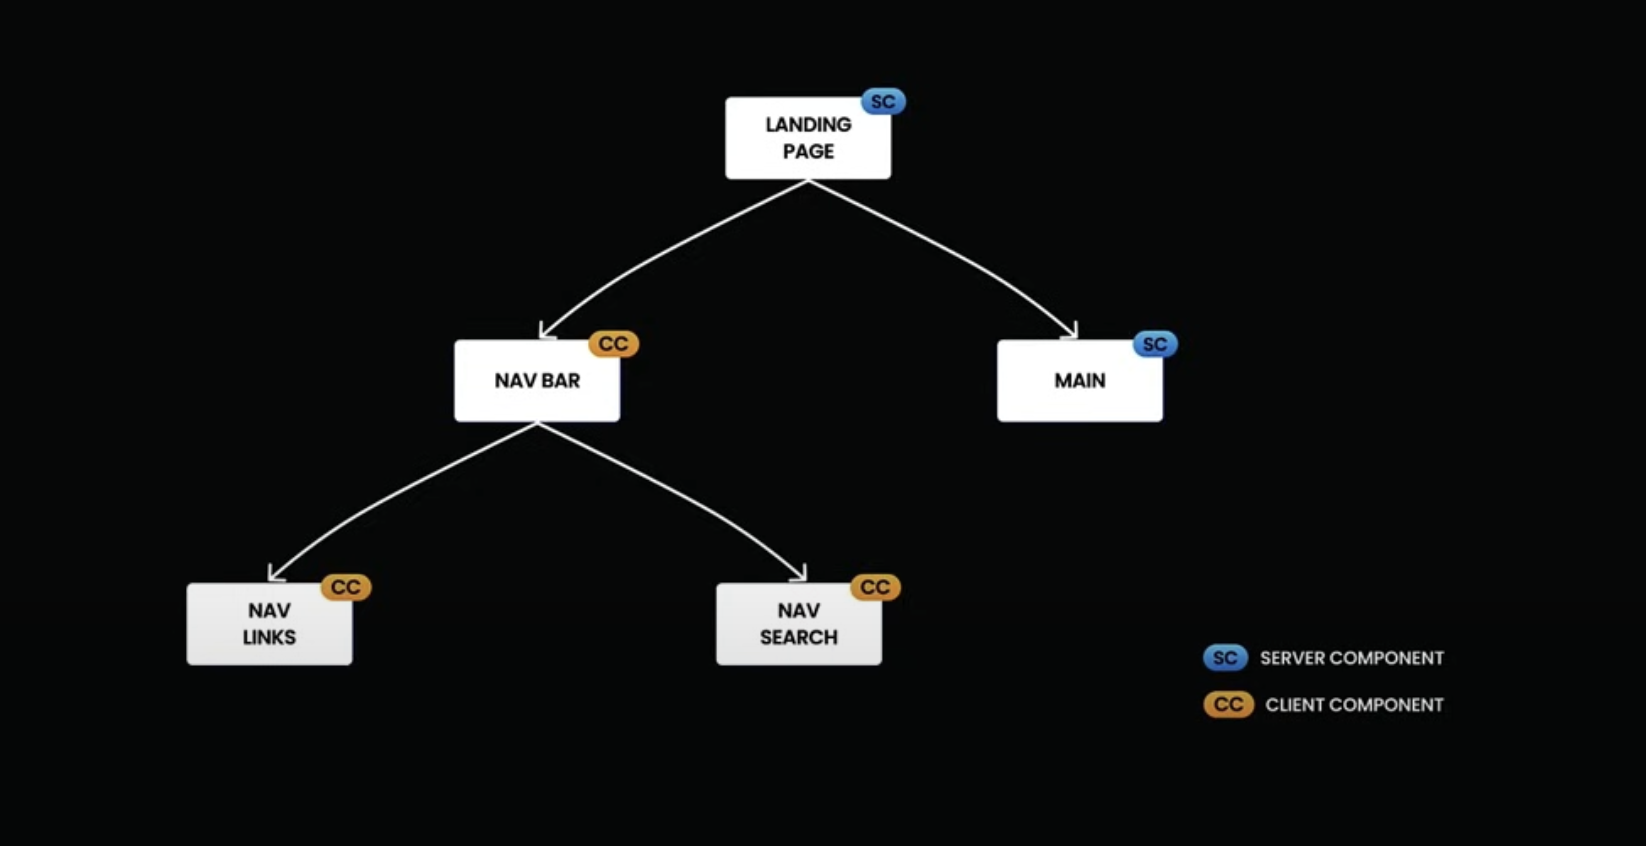 SC
LANDING
PAGE
CC
NAV BAR
SC
MAIN
CC
NAV
LINKS
CC
NAV
SEARCH
SC SERVER COMPONENT
CC CLIENT COMPONENT